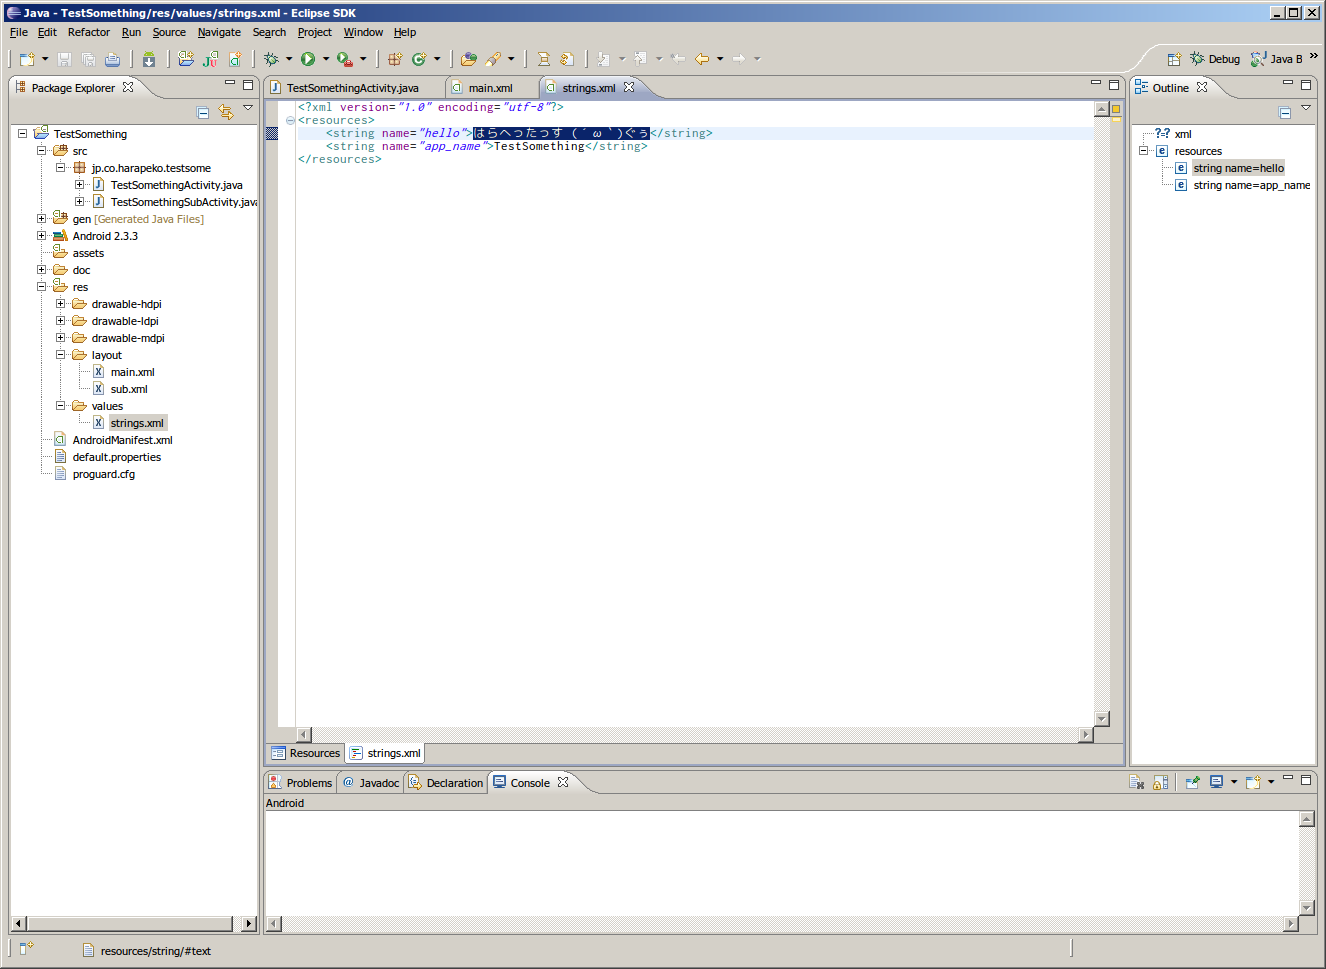 Java - TestSomething/res/values/strings.xml - Eclipse SDK
File Edit Refactor Run Source Navigate Search Project Window Help
Debug Java B
Package Explorer
TestSomething
src
jp.co.harapeko.testsome
TestSomethingActivity.java
TestSomethingSubActivity.java
gen [Generated Java Files]
Android 2.3.3
assets
doc
res
drawable-hdpi
drawable-ldpi
drawable-mdpi
layout
main.xml
sub.xml
values
strings.xml
AndroidManifest.xml
default.properties
proguard.cfg
TestSomethingActivity.java main.xml strings.xml
<?xml version="1.0" encoding="utf-8"?>
<resources>
<string name="hello">はらへったっす (´ω`)ぐぅ</string>
<string name="app_name">TestSomething</string>
</resources>
Resources strings.xml
Outline
xml
resources
string name=hello
string name=app_name
Problems Javadoc Declaration Console
Android
resources/string/#text